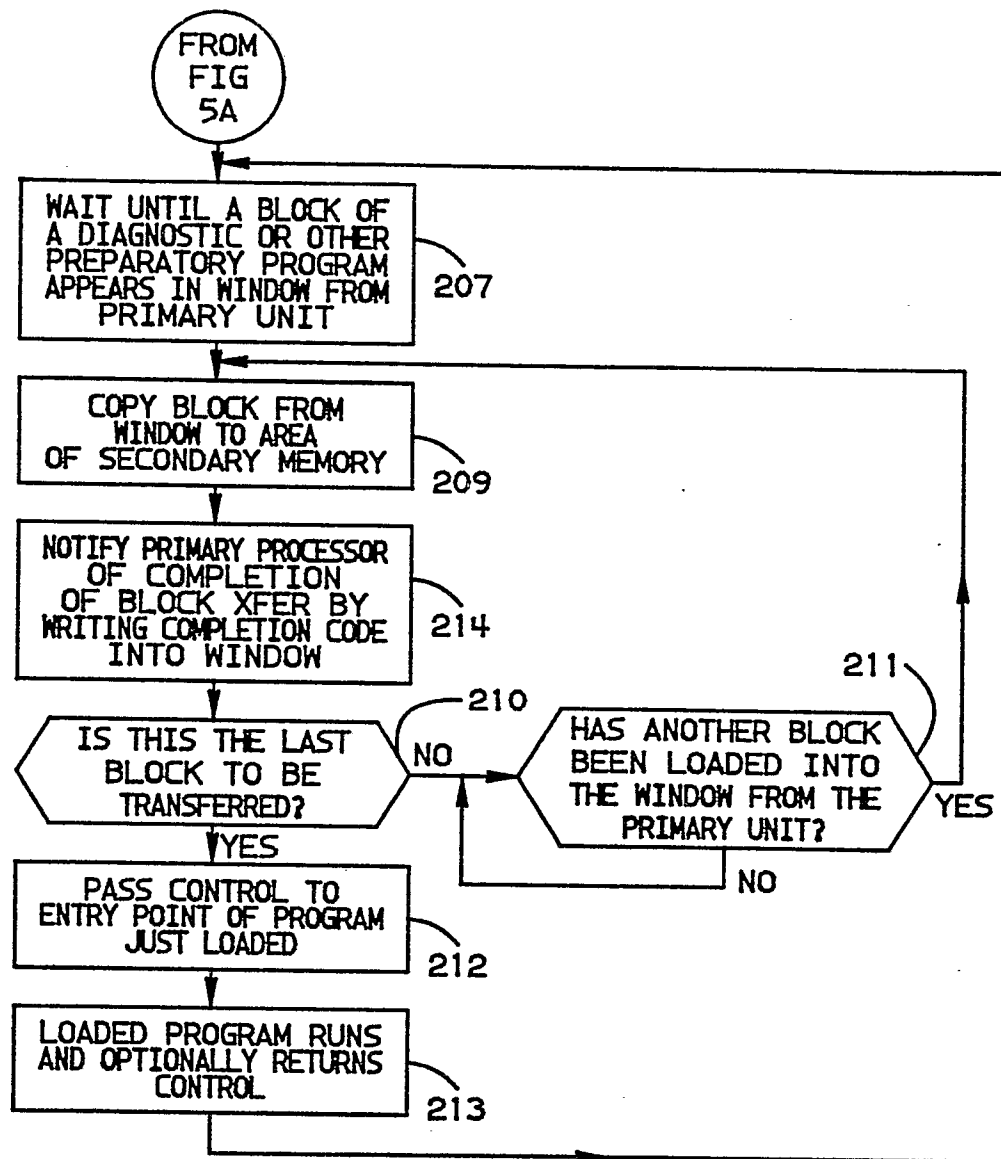 FROM
FIG
5A
WAIT UNTIL A BLOCK OF
A DIAGNOSTIC OR OTHER
PREPARATORY PROGRAM
APPEARS IN WINDOW FROM
PRIMARY UNIT
207
COPY BLOCK FROM
WINDOW TO AREA
OF SECONDARY MEMORY
209
NOTIFY PRIMARY PROCESSOR
OF COMPLETION
OF BLOCK XFER BY
WRITING COMPLETION CODE
INTO WINDOW
214
IS THIS THE LAST
BLOCK TO BE
TRANSFERRED?
210
NO
HAS ANOTHER BLOCK
BEEN LOADED INTO
THE WINDOW FROM THE
PRIMARY UNIT?
211
YES
NO
YES
PASS CONTROL TO
ENTRY POINT OF PROGRAM
JUST LOADED
212
LOADED PROGRAM RUNS
AND OPTIONALLY RETURNS
CONTROL
213